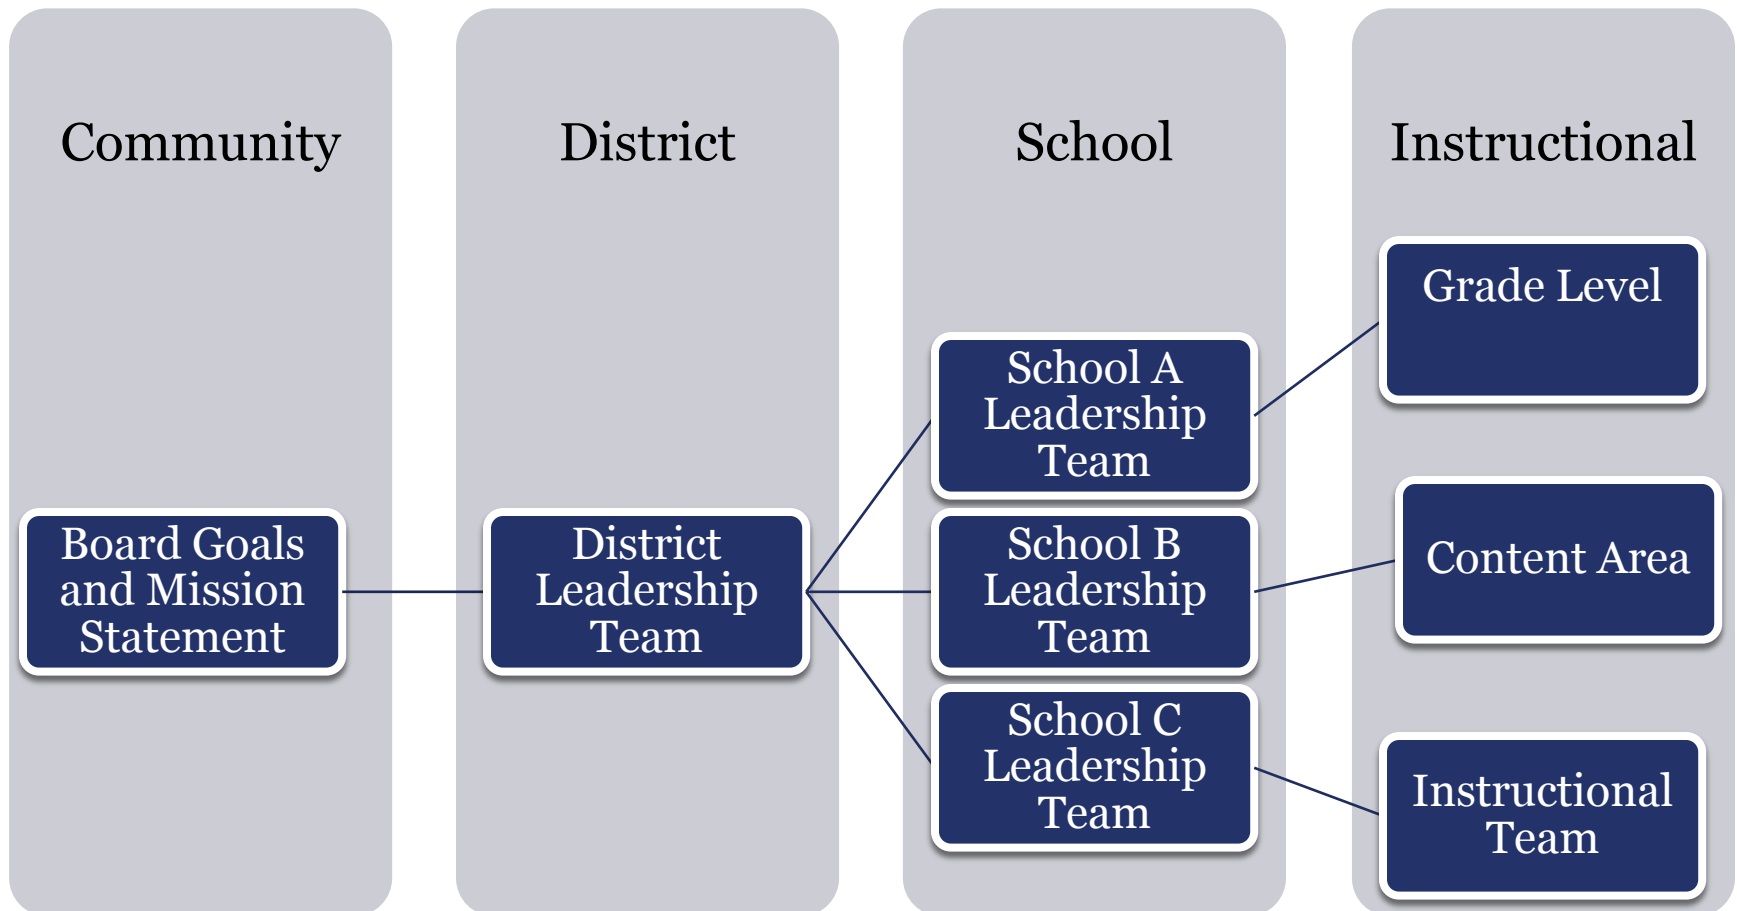 Community
District
School
Instructional
Board Goals
and Mission
Statement
District
Leadership
Team
School A
Leadership
Team
School B
Leadership
Team
School C
Leadership
Team
Grade Level
Content Area
Instructional
Team